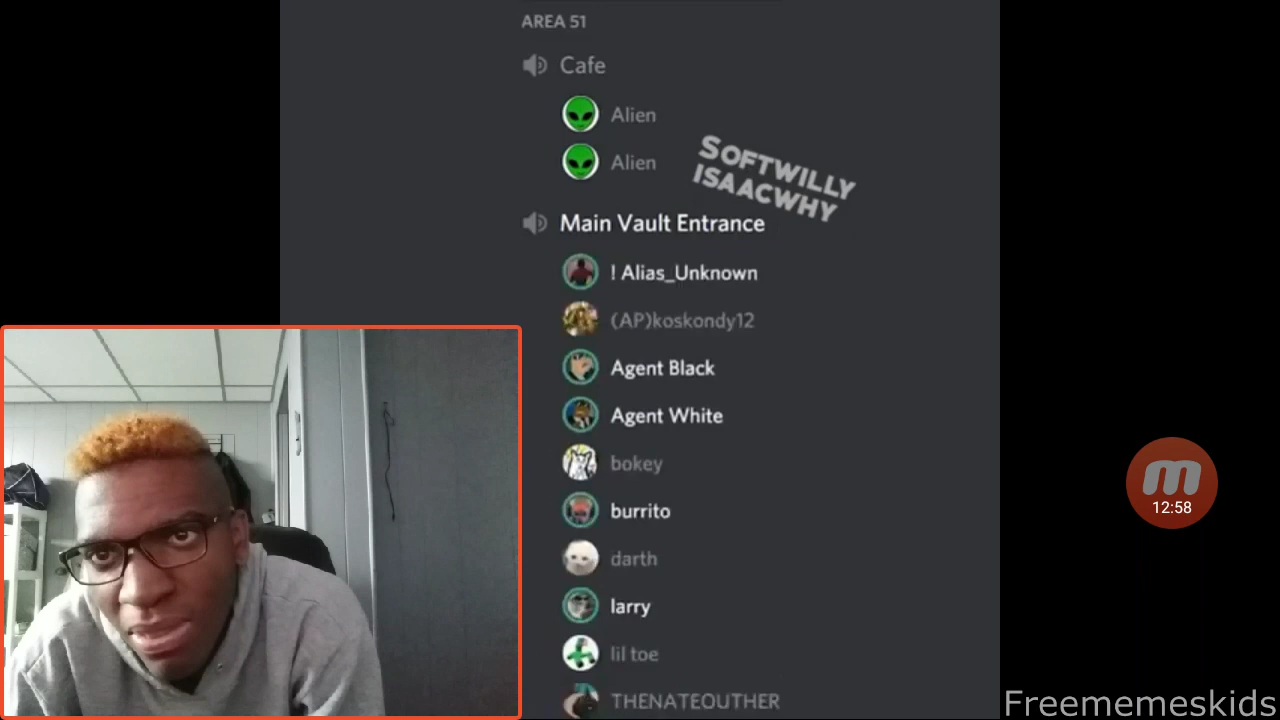 AREA 51
Cafe
Alien
Alien
SOFTWILLY
ISAACWHY
Main Vault Entrance
! Alias_Unknown
(AP)koskondy12
Agent Black
Agent White
bokey
burrito
darth
larry
lil toe
THENATEOUTHER
12:58
Freememeskids